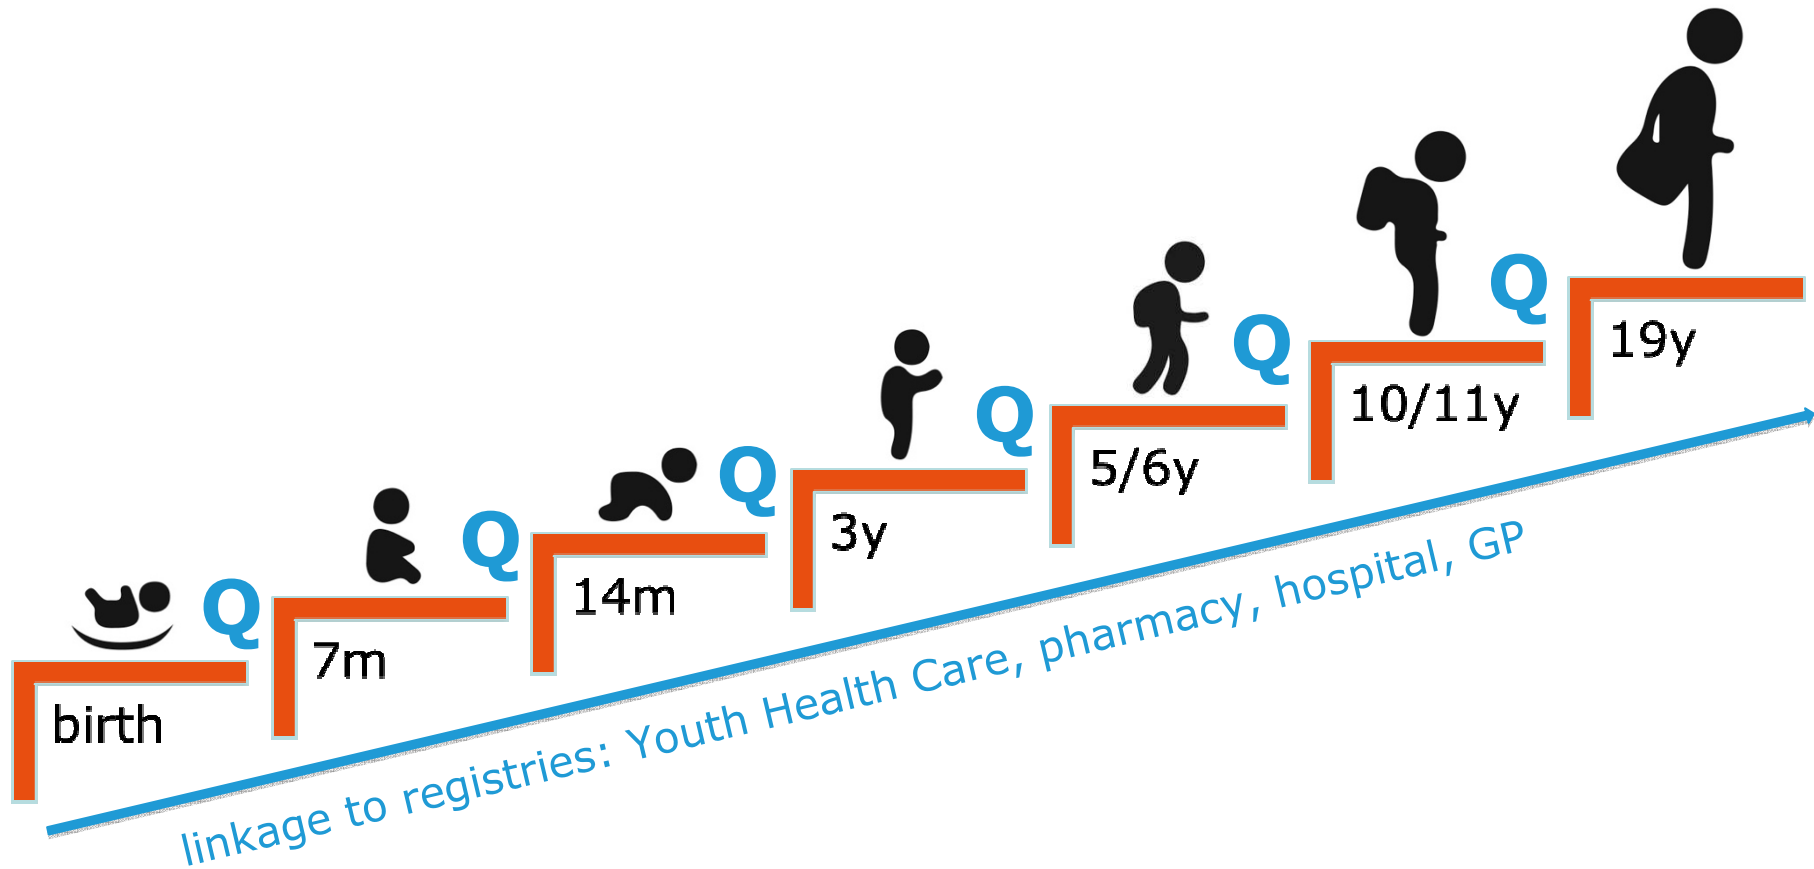 birth
Q
7m
Q
14m
Q
3y
Q
5/6y
Q
10/11y
Q
19y
linkage to registries: Youth Health Care, pharmacy, hospital, GP